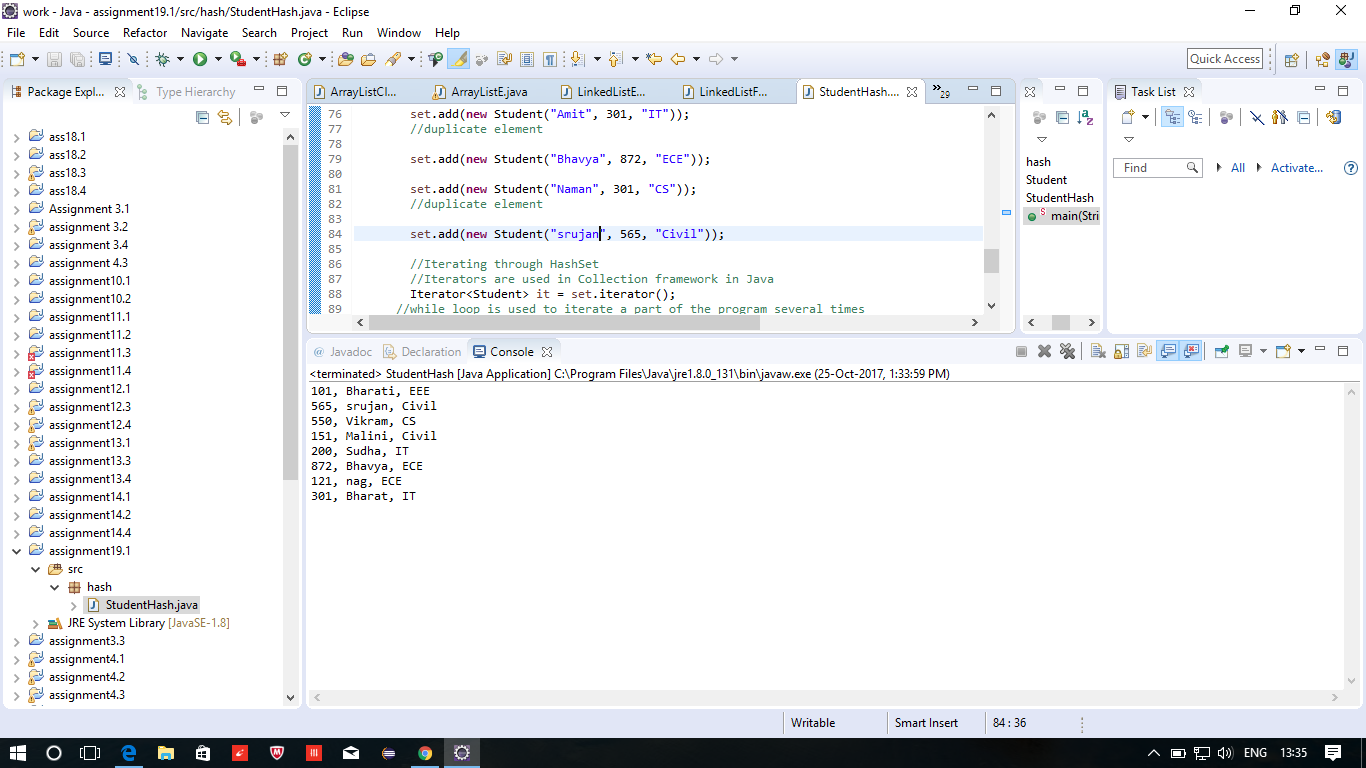 work - Java - assignment19.1/src/hash/StudentHash.java - Eclipse
File Edit Source Refactor Navigate Search Project Run Window Help
Quick Access
Package Expl...
Type Hierarchy
ass18.1
ass18.2
ass18.3
ass18.4
Assignment 3.1
assignment 3.2
assignment 3.4
assignment 4.3
assignment10.1
assignment10.2
assignment11.1
assignment11.2
assignment11.3
assignment11.4
assignment12.1
assignment12.3
assignment12.4
assignment13.1
assignment13.3
assignment13.4
assignment14.1
assignment14.2
assignment14.4
assignment19.1
src
hash
StudentHash.java
JRE System Library [JavaSE-1.8]
assignment3.3
assignment4.1
assignment4.2
assignment4.3
ArrayListCl... ArrayListE.java LinkedListE... LinkedListF... StudentHash.... »29
76 set.add(new Student("Amit", 301, "IT"));
77 //duplicate element
78
79 set.add(new Student("Bhavya", 872, "ECE"));
80
81 set.add(new Student("Naman", 301, "CS"));
82 //duplicate element
83
84 set.add(new Student("srujan", 565, "Civil"));
85
86 //Iterating through HashSet
87 //Iterators are used in Collection framework in Java
88 Iterator<Student> it = set.iterator();
89 //while loop is used to iterate a part of the program several times
hash
Student
StudentHash
S main(Stri
Task List
Find All Activate...
@ Javadoc Declaration Console
<terminated> StudentHash [Java Application] C:\Program Files\Java\jre1.8.0_131\bin\javaw.exe (25-Oct-2017, 1:33:59 PM)
101, Bharati, EEE
565, srujan, Civil
550, Vikram, CS
151, Malini, Civil
200, Sudha, IT
872, Bhavya, ECE
121, nag, ECE
301, Bharat, IT
Writable Smart Insert 84 : 36
ENG 13:35